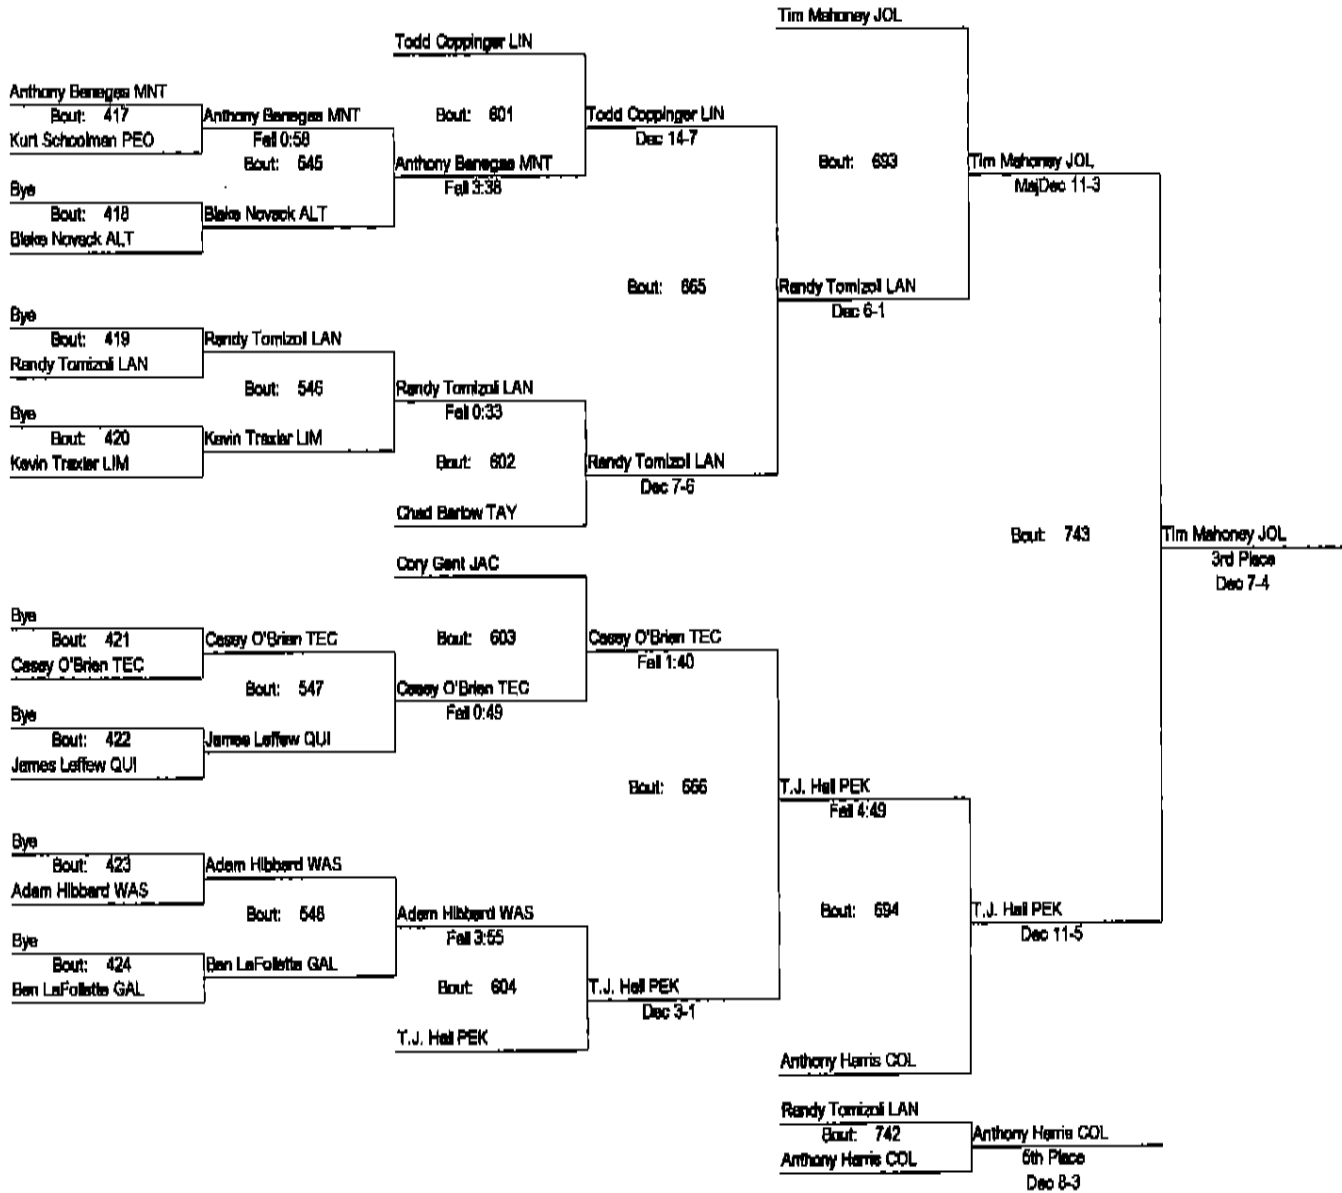 Tim Mahoney JOL
Todd Coppinger LIN
Anthony Banegas MNT
Bout: 417
Kurt Schoolman PEO
Anthony Banegas MNT
Fall 0:58
Bout: 545
Bye
Bout: 418
Blake Novack ALT
Blake Novack ALT
Bout: 601
Anthony Banegas MNT
Fall 3:38
Todd Coppinger LIN
Dec 14-7
Bout: 693
Tim Mahoney JOL
MajDec 11-3
Bout: 665
Randy Tomizoli LAN
Dec 6-1
Bye
Bout: 419
Randy Tomizoli LAN
Randy Tomizoli LAN
Bout: 546
Bye
Bout: 420
Kevin Traxler LIM
Kevin Traxler LIM
Randy Tomizoli LAN
Fall 0:33
Bout: 602
Chad Barlow TAY
Randy Tomizoli LAN
Dec 7-6
Bout: 743
Tim Mahoney JOL
3rd Place
Dec 7-4
Cory Gent JAC
Bye
Bout: 421
Casey O'Brien TEC
Casey O'Brien TEC
Bout: 547
Bye
Bout: 422
James Leffew QUI
James Leffew QUI
Bout: 603
Casey O'Brien TEC
Fall 0:49
Casey O'Brien TEC
Fall 1:40
Bout: 666
T.J. Hall PEK
Fall 4:49
Bye
Bout: 423
Adam Hibbard WAS
Adam Hibbard WAS
Bout: 548
Bye
Bout: 424
Ben LaFollette GAL
Ben LaFollette GAL
Adam Hibbard WAS
Fall 3:55
Bout: 604
T.J. Hall PEK
T.J. Hall PEK
Dec 3-1
Bout: 694
T.J. Hall PEK
Dec 11-5
Anthony Harris COL
Randy Tomizoli LAN
Bout: 742
Anthony Harris COL
Anthony Harris COL
5th Place
Dec 8-3